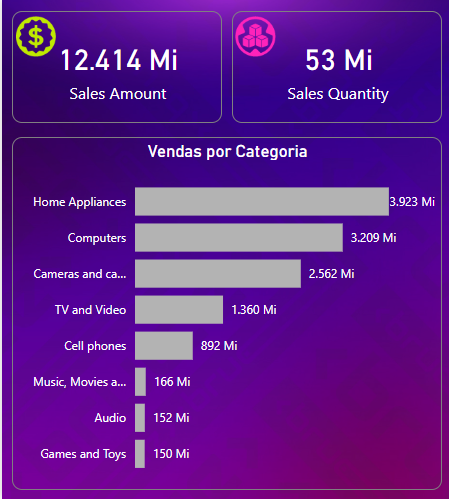 12.414 Mi
Sales Amount
53 Mi
Sales Quantity
Vendas por Categoria
Home Appliances 3.923 Mi
Computers 3.209 Mi
Cameras and ca... 2.562 Mi
TV and Video 1.360 Mi
Cell phones 892 Mi
Music, Movies a... 166 Mi
Audio 152 Mi
Games and Toys 150 Mi